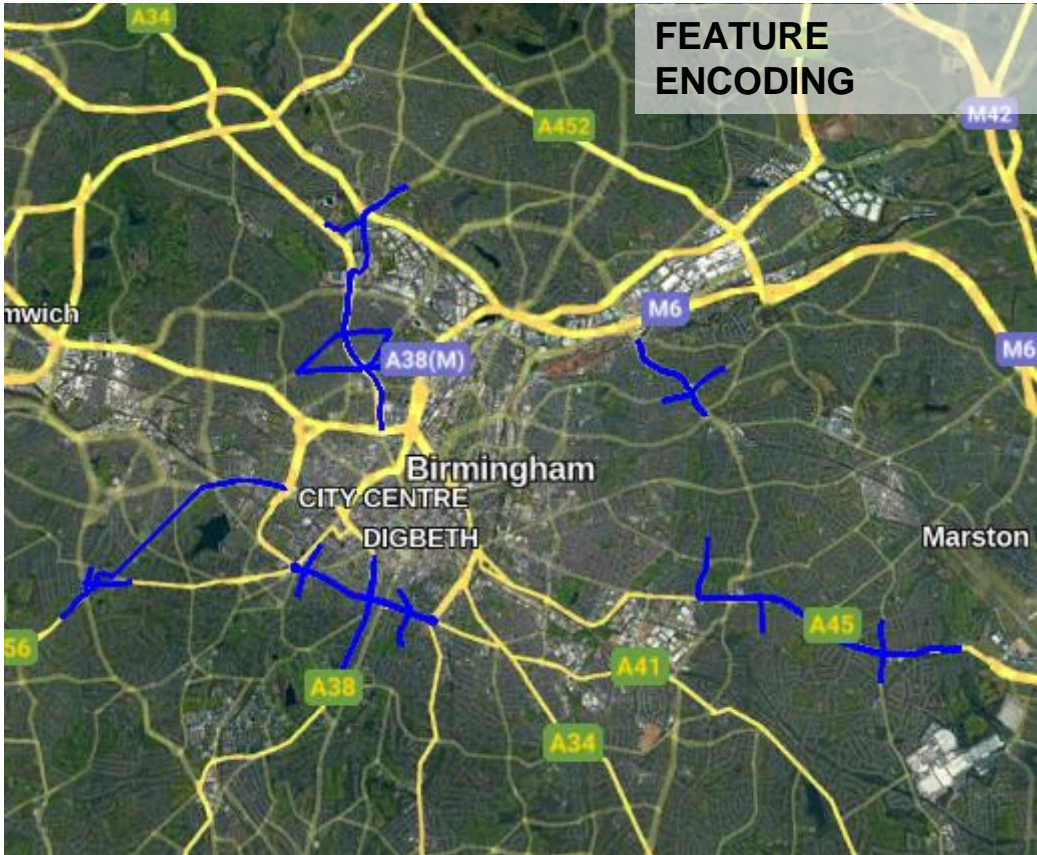 A34
FEATURE
ENCODING
M42
A452
mwich
M6
A38(M)
M6
Birmingham
CITY CENTRE
DIGBETH
Marston
A45
56
A41
A38
A34